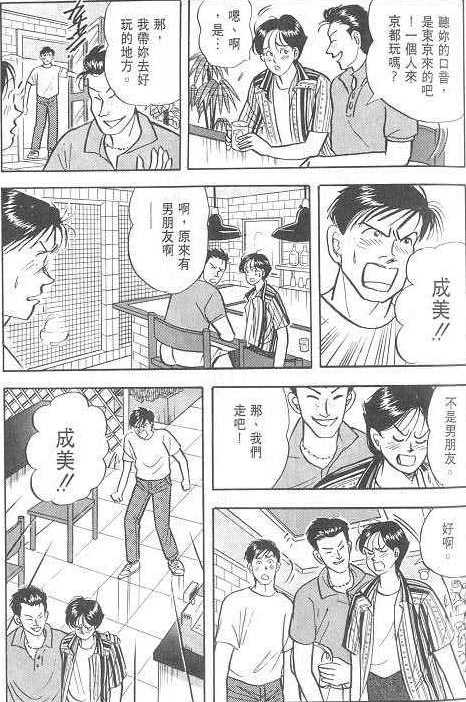 聽妳的口音，
是東京來的吧
！一個人來
京都玩嗎？
嗯、啊
，是…
那，
我帶妳去好
玩的地方。
成美!!
啊，原來有
男朋友啊
——
不是男朋友。
那、我們
走吧！
成美!!
好啊。